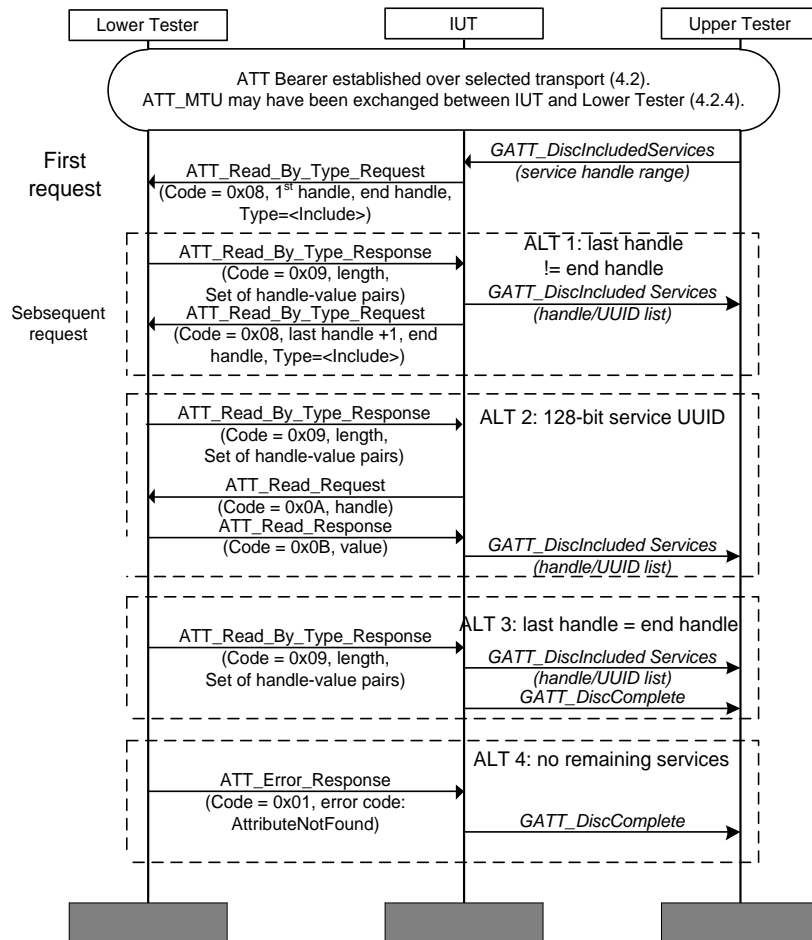 Lower Tester
IUT
Upper Tester
ATT Bearer established over selected transport (4.2).
ATT_MTU may have been exchanged between IUT and Lower Tester (4.2.4).
First
request
GATT_DiscIncludedServices
(service handle range)
ATT_Read_By_Type_Request
(Code = 0x08, 1st handle, end handle,
Type=<Include>)
ATT_Read_By_Type_Response
(Code = 0x09, length,
Set of handle-value pairs)
ALT 1: last handle
!= end handle
Sebsequent
request
GATT_DiscIncluded Services
(handle/UUID list)
ATT_Read_By_Type_Request
(Code = 0x08, last handle +1, end
handle, Type=<Include>)
ATT_Read_By_Type_Response
(Code = 0x09, length,
Set of handle-value pairs)
ALT 2: 128-bit service UUID
ATT_Read_Request
(Code = 0x0A, handle)
ATT_Read_Response
(Code = 0x0B, value)
GATT_DiscIncluded Services
(handle/UUID list)
ALT 3: last handle = end handle
ATT_Read_By_Type_Response
(Code = 0x09, length,
Set of handle-value pairs)
GATT_DiscIncluded Services
(handle/UUID list)
GATT_DiscComplete
ALT 4: no remaining services
ATT_Error_Response
(Code = 0x01, error code:
AttributeNotFound)
GATT_DiscComplete